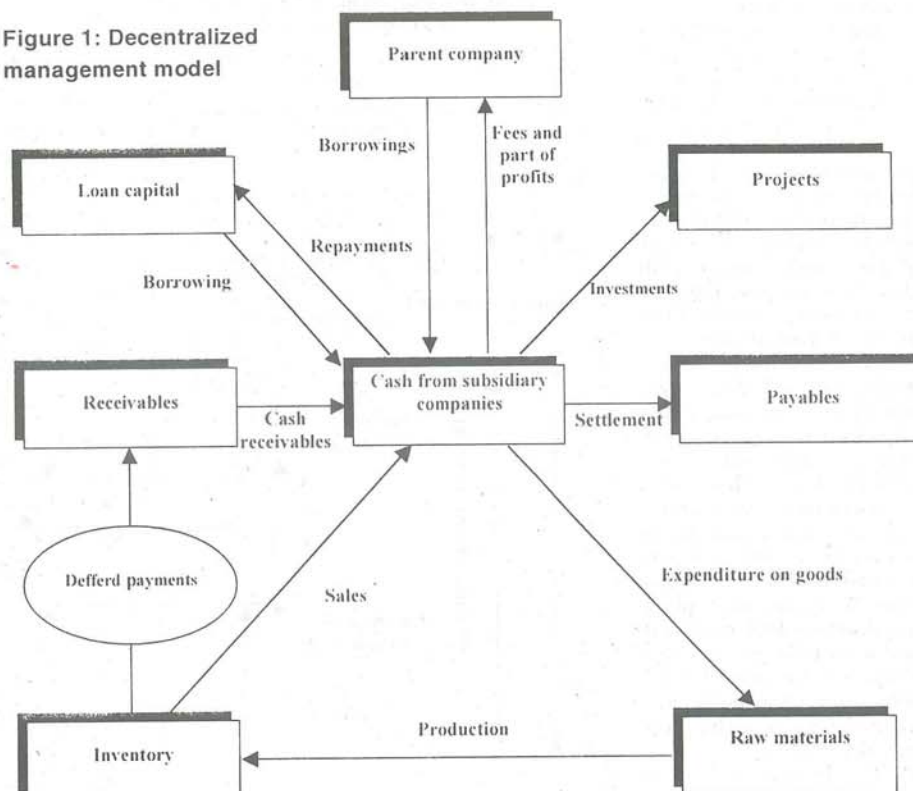 Figure 1: Decentralized
management model
Parent company
Borrowings
Fees and
part of
profits
Loan capital
Projects
Repayments
Borrowing
Investments
Receivables
Cash from subsidiary
companies
Payables
Cash
receivables
Settlement
Defferd payments
Sales
Expenditure on goods
Production
Inventory
Raw materials